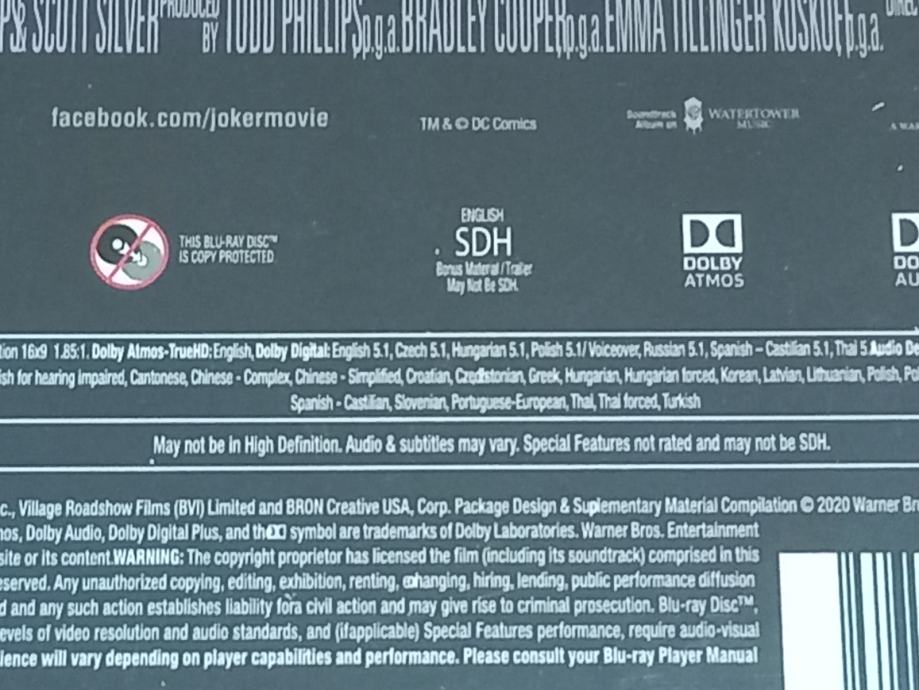 & SCOTT SILVER PRODUCED BY TODD PHILLIPS, p.g.a. BRADLEY COOPER, p.g.a. EMMA TILLINGER KOSKOFF, p.g.a.
facebook.com/jokermovie
TM & © DC Comics
Soundtrack Album on WATERTOWER MUSIC
THIS BLU-RAY DISC™
IS COPY PROTECTED
ENGLISH
SDH
Bonus Material/Trailer
May Not Be SDH.
DOLBY
ATMOS
DO
AU
tion 16x9 1.85:1. Dolby Atmos-TrueHD: English, Dolby Digital: English 5.1, Czech 5.1, Hungarian 5.1, Polish 5.1/ Voiceover, Russian 5.1, Spanish - Castilian 5.1, Thai 5 Audio De
ish for hearing impaired, Cantonese, Chinese - Complex, Chinese - Simplified, Croatian, Czedstonian, Greek, Hungarian, Hungarian forced, Korean, Latvian, Lithuanian, Polish, Pol
Spanish - Castilian, Slovenian, Portuguese-European, Thai, Thai forced, Turkish
May not be in High Definition. Audio & subtitles may vary. Special Features not rated and may not be SDH.
c., Village Roadshow Films (BVI) Limited and BRON Creative USA, Corp. Package Design & Suplementary Material Compilation © 2020 Warner Br
mos, Dolby Audio, Dolby Digital Plus, and the symbol are trademarks of Dolby Laboratories. Warner Bros. Entertainment
site or its content.WARNING: The copyright proprietor has licensed the film (including its soundtrack) comprised in this
eserved. Any unauthorized copying, editing, exhibition, renting, exhanging, hiring, lending, public performance diffusion
d and any such action establishes liability for a civil action and may give rise to criminal prosecution. Blu-ray Disc™,
evels of video resolution and audio standards, and (ifapplicable) Special Features performance, require audio-visual
ience will vary depending on player capabilities and performance. Please consult your Blu-ray Player Manual